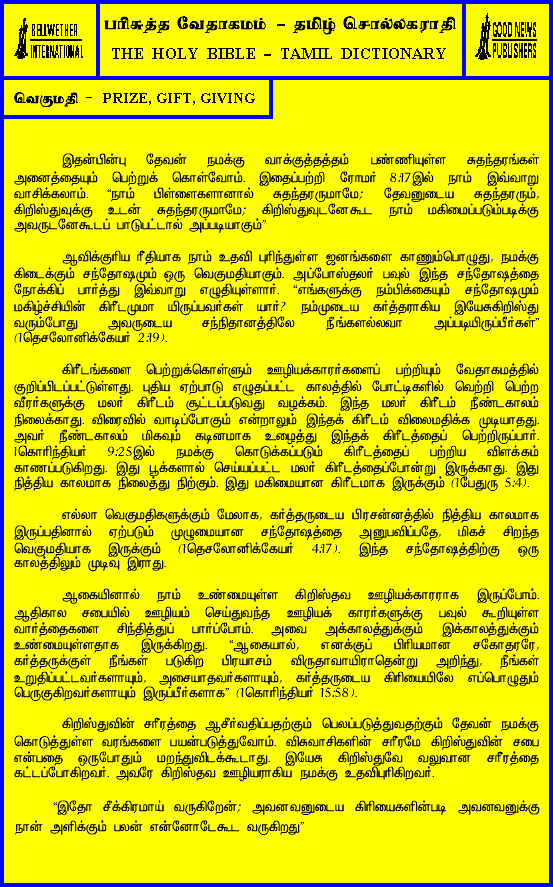 BELLWETHER
INTERNATIONAL
பரிசுத்த வேதாகமம் – தமிழ் சொல்லகராதி
THE HOLY BIBLE – TAMIL DICTIONARY
GOOD NEWS
PUBLISHERS
வெகுமதி – PRIZE, GIFT, GIVING
இதன்பின்பு தேவன் நமக்கு வாக்குத்தத்தம் பண்ணியுள்ள சுதந்தரங்கள்
அனைத்தையும் பெற்றுக் கொள்வோம். இதைப்பற்றி ரோமர் 8:17இல் நாம் இவ்வாறு
வாசிக்கலாம். “நாம் பிள்ளைகளானால் சுதந்தரருமாமே; தேவனுடைய சுதந்தரரும்,
கிறிஸ்துவுக்கு உடன் சுதந்தரருமாமே; கிறிஸ்துவுடனேகூட நாம் மகிமைப்படும்படிக்கு
அவருடனேகூடப் பாடுபட்டால் அப்படியாகும்”
ஆவிக்குரிய ரீதியாக நாம் உதவி புரிந்துள்ள ஜனங்களை காணும்பொழுது, நமக்கு
கிடைக்கும் சந்தோஷமும் ஒரு வெகுமதியாகும். அப்போஸ்தலர் பவுல் இந்த சந்தோஷத்தை
நோக்கிப் பார்த்து இவ்வாறு எழுதியுள்ளார். “எங்களுக்கு நம்பிக்கையும் சந்தோஷமும்
மகிழ்ச்சியின் கிரீடமுமா யிருப்பவர்கள் யார்? நம்முடைய கர்த்தராகிய இயேசுகிறிஸ்து
வரும்போது அவருடைய சந்நிதானத்திலே நீங்களல்லவா அப்படியிருப்பீர்கள்”
(1தெசலோனிக்கேயர் 2:19).
கிரீடங்களை பெற்றுக்கொள்ளும் ஊழியக்காரர்களைப் பற்றியும் வேதாகமத்தில்
குறிப்பிடப்பட்டுள்ளது. புதிய ஏற்பாடு எழுதப்பட்ட காலத்தில் போட்டிகளில் வெற்றி பெற்ற
வீரர்களுக்கு மலர் கிரீடம் சூட்டப்படுவது வழக்கம். இந்த மலர் கிரீடம் நீண்டகாலம்
நிலைக்காது. விரைவில் வாடிப்போகும் என்றாலும் இந்தக் கிரீடம் விலைமதிக்க முடியாதது.
அவர் நீண்டகாலம் மிகவும் கடினமாக உழைத்து இந்தக் கிரீடத்தைப் பெற்றிருப்பார்.
1கொரிந்தியர் 9:25இல் நமக்கு கொடுக்கப்படும் கிரீடத்தைப் பற்றிய விளக்கம்
காணப்படுகிறது. இது பூக்களால் செய்யப்பட்ட மலர் கிரீடத்தைப்போன்று இருக்காது. இது
நித்திய காலமாக நிலைத்து நிற்கும். இது மகிமையான கிரீடமாக இருக்கும் (1பேதுரு 5:4).
எல்லா வெகுமதிகளுக்கும் மேலாக, கர்த்தருடைய பிரசன்னத்தில் நித்திய காலமாக
இருப்பதினால் ஏற்படும் முழுமையான சந்தோஷத்தை அனுபவிப்பதே, மிகச் சிறந்த
வெகுமதியாக இருக்கும் (1தெசலோனிக்கேயர் 4:17). இந்த சந்தோஷத்திற்கு ஒரு
காலத்திலும் முடிவு இராது.
ஆகையினால் நாம் உண்மையுள்ள கிறிஸ்தவ ஊழியக்காரராக இருப்போம்.
ஆதிகால சபையில் ஊழியம் செய்துவந்த ஊழியக் காரர்களுக்கு பவுல் கூறியுள்ள
வார்த்தைகளை சிந்தித்துப் பார்ப்போம். அவை அக்காலத்துக்கும் இக்காலத்துக்கும்
உண்மையுள்ளதாக இருக்கிறது. “ஆகையால், எனக்குப் பிரியமான சகோதரரே,
கர்த்தருக்குள் நீங்கள் படுகிற பிரயாசம் விருதாவாயிராதென்று அறிந்து, நீங்கள்
உறுதிப்பட்டவர்களாயும், அசையாதவர்களாயும், கர்த்தருடைய கிரியையிலே எப்பொழுதும்
பெருகுகிறவர்களாயும் இருப்பீர்களாக” (1கொரிந்தியர் 15:58).
கிறிஸ்துவின் சரீரத்தை ஆசீர்வதிப்பதற்கும் பெலப்படுத்துவதற்கும் தேவன் நமக்கு
கொடுத்துள்ள வரங்களை பயன்படுத்துவோம். விசுவாசிகளின் சரீரமே கிறிஸ்துவின் சபை
என்பதை ஒருபோதும் மறந்துவிடக்கூடாது. இயேசு கிறிஸ்துவே வலுவான சரீரத்தை
கட்டப்போகிறவர். அவரே கிறிஸ்தவ ஊழியராகிய நமக்கு உதவிபுரிகிறவர்.
“இதோ சீக்கிரமாய் வருகிறேன்; அவனவனுடைய கிரியைகளின்படி அவனவனுக்கு
நான் அளிக்கும் பலன் என்னோடேகூட வருகிறது”